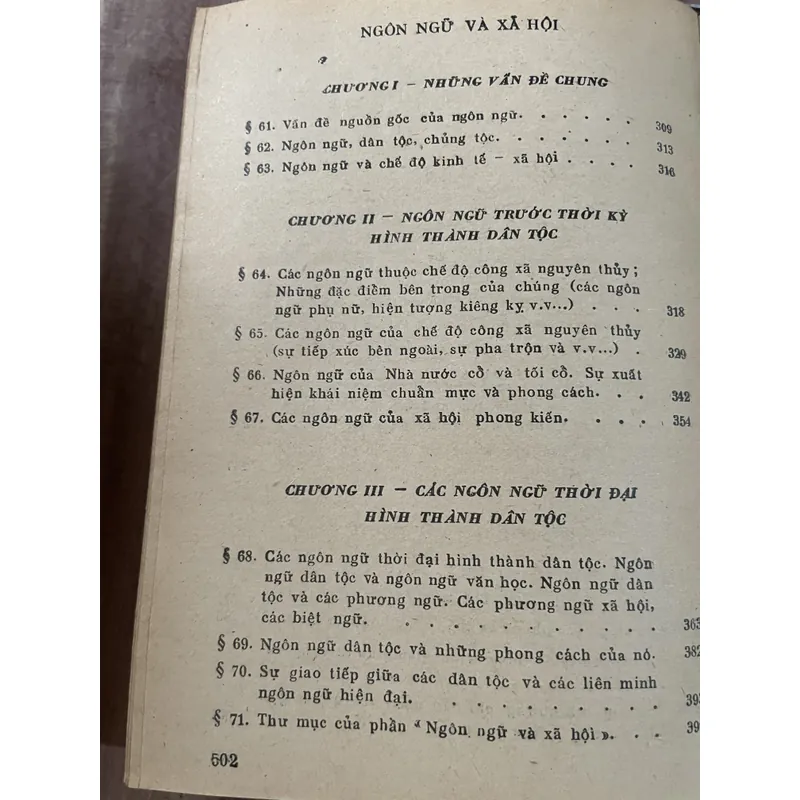 NGÔN NGỮ VÀ XÃ HỘI
CHƯƠNG I — NHỮNG VẤN ĐỀ CHUNG
§ 61. Vấn đề nguồn gốc của ngôn ngữ. . . . . . 309
§ 62. Ngôn ngữ, dân tộc, chủng tộc. . . . . . . 313
§ 63. Ngôn ngữ và chế độ kinh tế — xã hội . . . . 316
CHƯƠNG II — NGÔN NGỮ TRƯỚC THỜI KỲ
HÌNH THÀNH DÂN TỘC
§ 64. Các ngôn ngữ thuộc chế độ công xã nguyên thủy ;
Những đặc điểm bên trong của chúng (các ngôn
ngữ phụ nữ, hiện tượng kiêng kỵ v.v...) . . . 318
§ 65. Các ngôn ngữ của chế độ công xã nguyên thủy
(sự tiếp xúc bên ngoài, sự pha trộn và v.v...) . 329
§ 66. Ngôn ngữ của Nhà nước cổ và tối cổ. Sự xuất
hiện khái niệm chuẩn mực và phong cách. . . 342
§ 67. Các ngôn ngữ của xã hội phong kiến. . . . . 354
CHƯƠNG III — CÁC NGÔN NGỮ THỜI ĐẠI
HÌNH THÀNH DÂN TỘC
§ 68. Các ngôn ngữ thời đại hình thành dân tộc. Ngôn
ngữ dân tộc và ngôn ngữ văn học. Ngôn ngữ dân
tộc và các phương ngữ. Các phương ngữ xã hội,
các biệt ngữ. . . . . . . . . . . 363
§ 69. Ngôn ngữ dân tộc và những phong cách của nó. 382
§ 70. Sự giao tiếp giữa các dân tộc và các liên minh
ngôn ngữ hiện đại. . . . . . . . . 39
§ 71. Thư mục của phần « Ngôn ngữ và xã hội ». . . 39
602